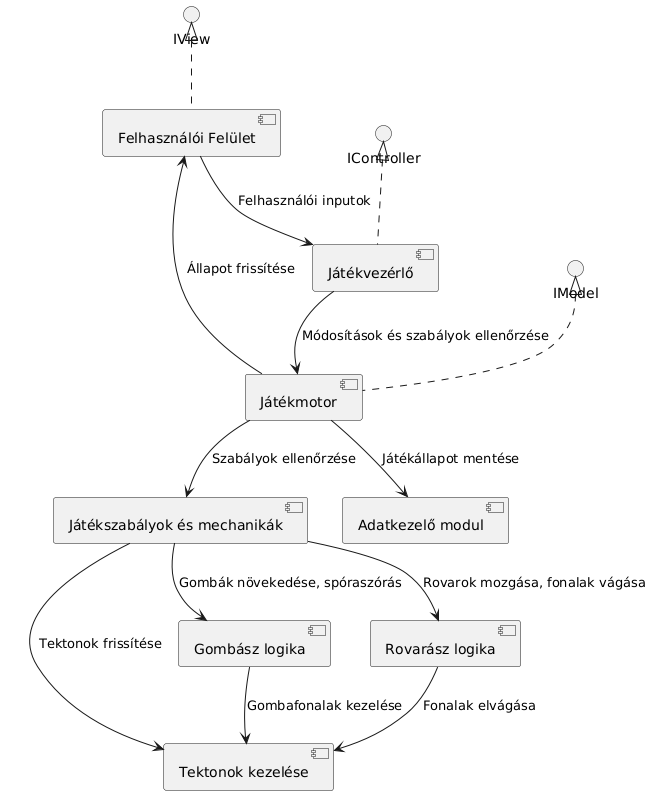 IView
Felhasználói Felület
IController
Felhasználói inputok
Állapot frissítése
Játékvezérlő
IModel
Módosítások és szabályok ellenőrzése
Játékmotor
Szabályok ellenőrzése
Játékállapot mentése
Játékszabályok és mechanikák
Adatkezelő modul
Gombák növekedése, spóraszórás
Rovarok mozgása, fonalak vágása
Tektonok frissítése
Gombász logika
Rovarász logika
Gombafonalak kezelése
Fonalak elvágása
Tektonok kezelése